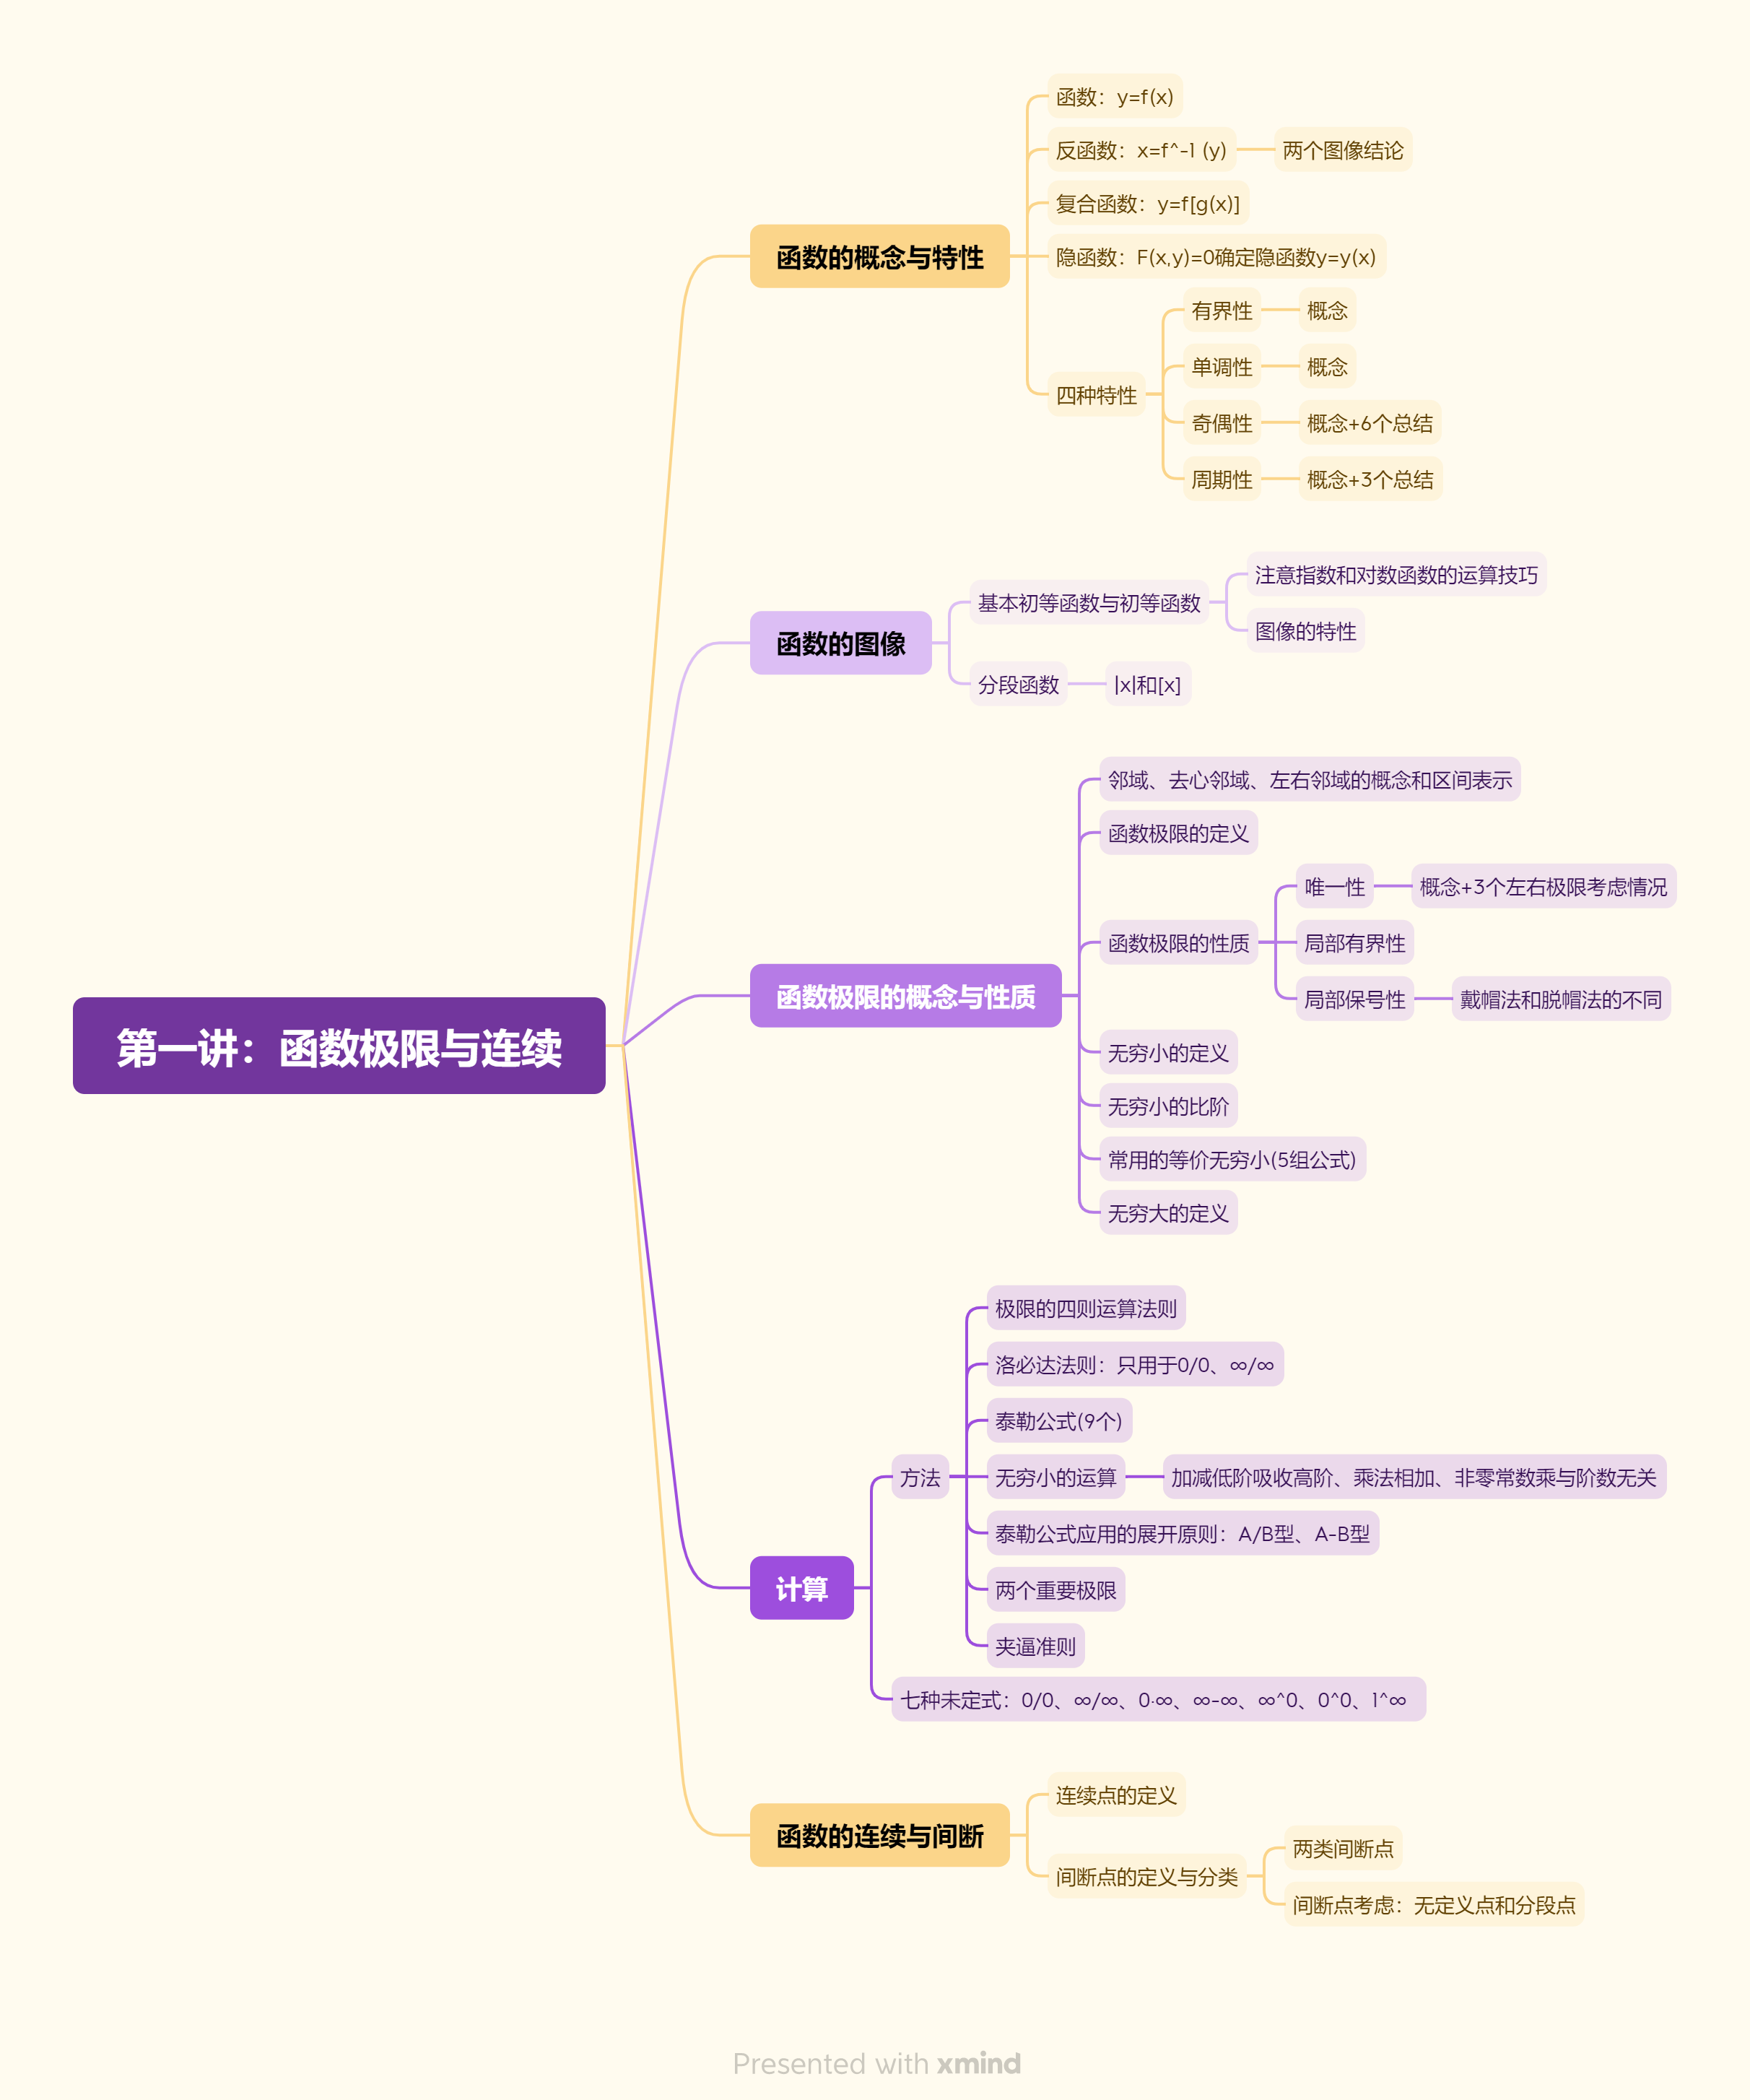 函数：y=f(x)
反函数：x=f^-1 (y)
两个图像结论
复合函数：y=f[g(x)]
函数的概念与特性
隐函数：F(x,y)=0确定隐函数y=y(x)
有界性
概念
单调性
概念
四种特性
奇偶性
概念+6个总结
周期性
概念+3个总结
注意指数和对数函数的运算技巧
基本初等函数与初等函数
图像的特性
函数的图像
分段函数
|x|和[x]
邻域、去心邻域、左右邻域的概念和区间表示
函数极限的定义
唯一性
概念+3个左右极限考虑情况
函数极限的性质
局部有界性
局部保号性
戴帽法和脱帽法的不同
函数极限的概念与性质
第一讲：函数极限与连续
无穷小的定义
无穷小的比阶
常用的等价无穷小(5组公式)
无穷大的定义
极限的四则运算法则
洛必达法则：只用于0/0、∞/∞
泰勒公式(9个)
方法
无穷小的运算
加减低阶吸收高阶、乘法相加、非零常数乘与阶数无关
泰勒公式应用的展开原则：A/B型、A-B型
计算
两个重要极限
夹逼准则
七种未定式：0/0、∞/∞、0·∞、∞-∞、∞^0、0^0、1^∞
连续点的定义
函数的连续与间断
两类间断点
间断点的定义与分类
间断点考虑：无定义点和分段点
Presented with xmind